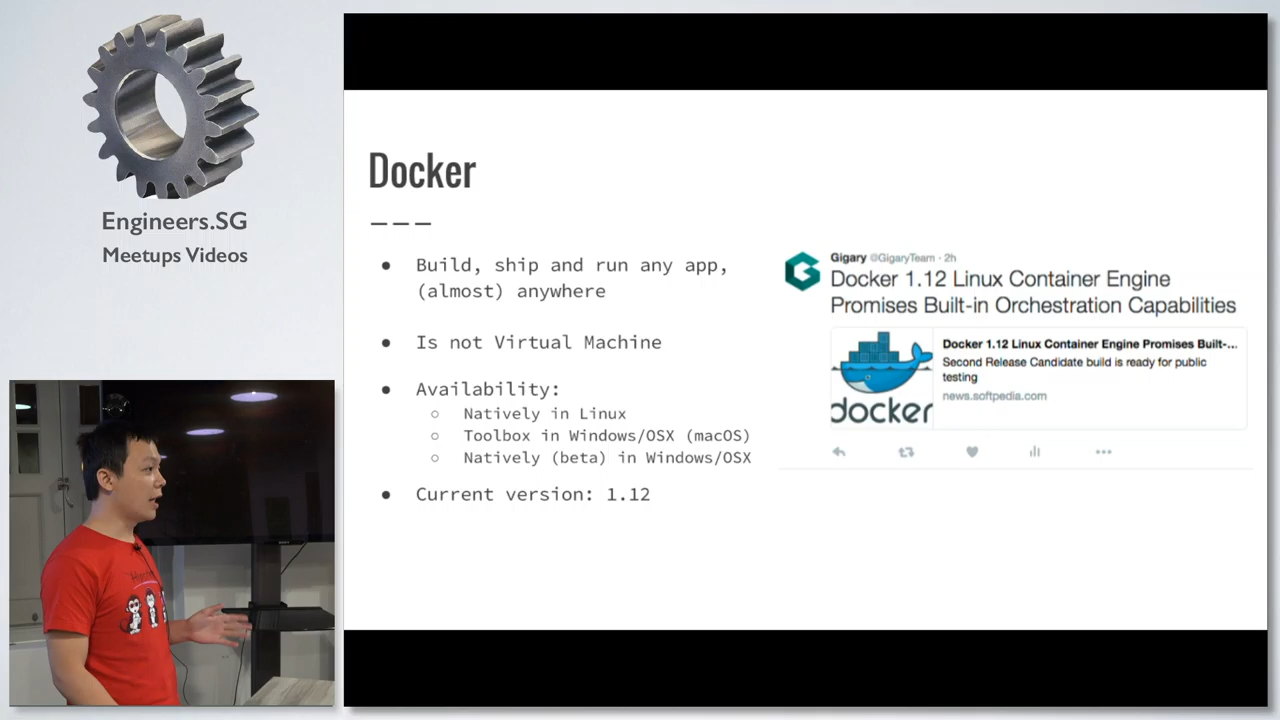 Engineers.SG
Meetups Videos
Docker
Build, ship and run any app,
(almost) anywhere
Is not Virtual Machine
Availability:
Natively in Linux
Toolbox in Windows/OSX (macOS)
Natively (beta) in Windows/OSX
Current version: 1.12
Gigary @GigaryTeam · 2h
Docker 1.12 Linux Container Engine
Promises Built-in Orchestration Capabilities
docker
Docker 1.12 Linux Container Engine Promises Built-...
Second Release Candidate build is ready for public
testing
news.softpedia.com